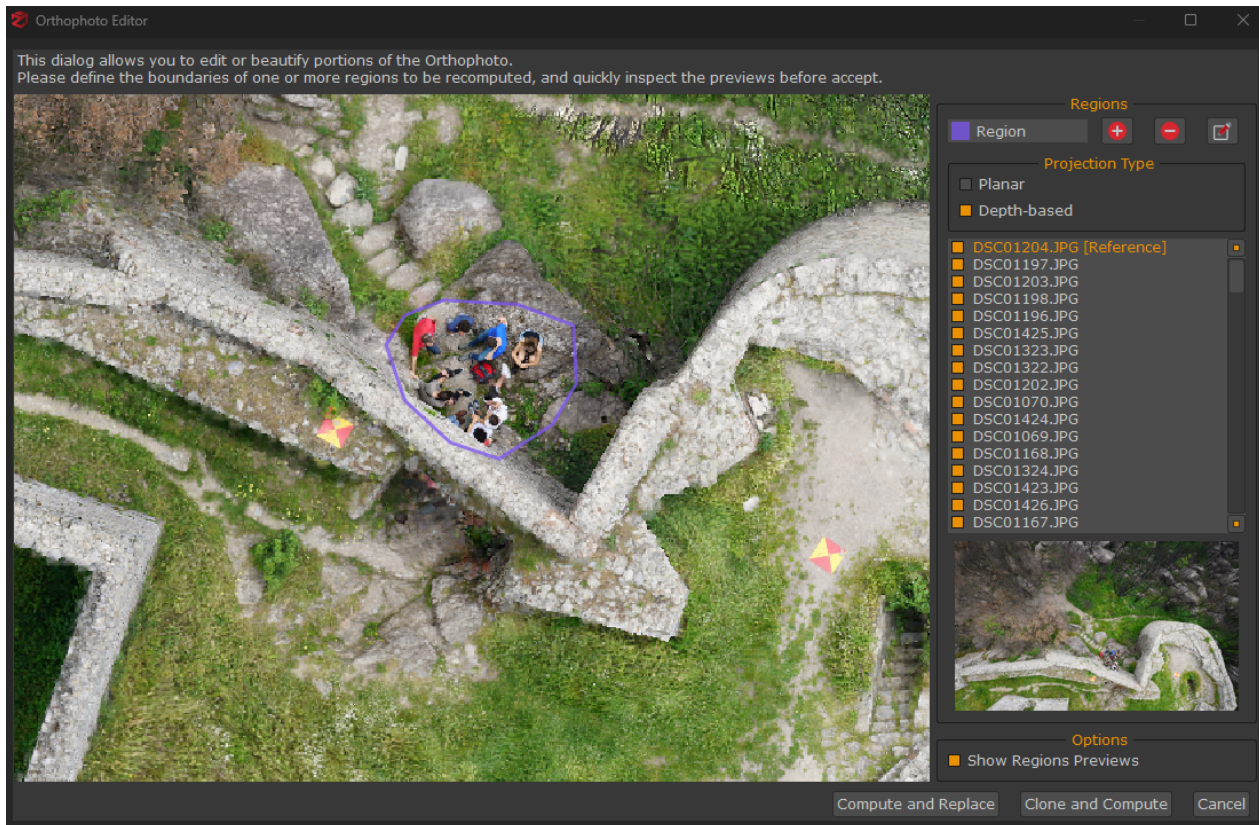 Orthophoto Editor
This dialog allows you to edit or beautify portions of the Orthophoto.
Please define the boundaries of one or more regions to be recomputed, and quickly inspect the previews before accept.
Regions
Region
Projection Type
Planar
Depth-based
DSC01204.JPG [Reference]
DSC01197.JPG
DSC01203.JPG
DSC01198.JPG
DSC01196.JPG
DSC01425.JPG
DSC01323.JPG
DSC01322.JPG
DSC01202.JPG
DSC01070.JPG
DSC01424.JPG
DSC01069.JPG
DSC01168.JPG
DSC01324.JPG
DSC01423.JPG
DSC01426.JPG
DSC01167.JPG
Options
Show Regions Previews
Compute and Replace
Clone and Compute
Cancel